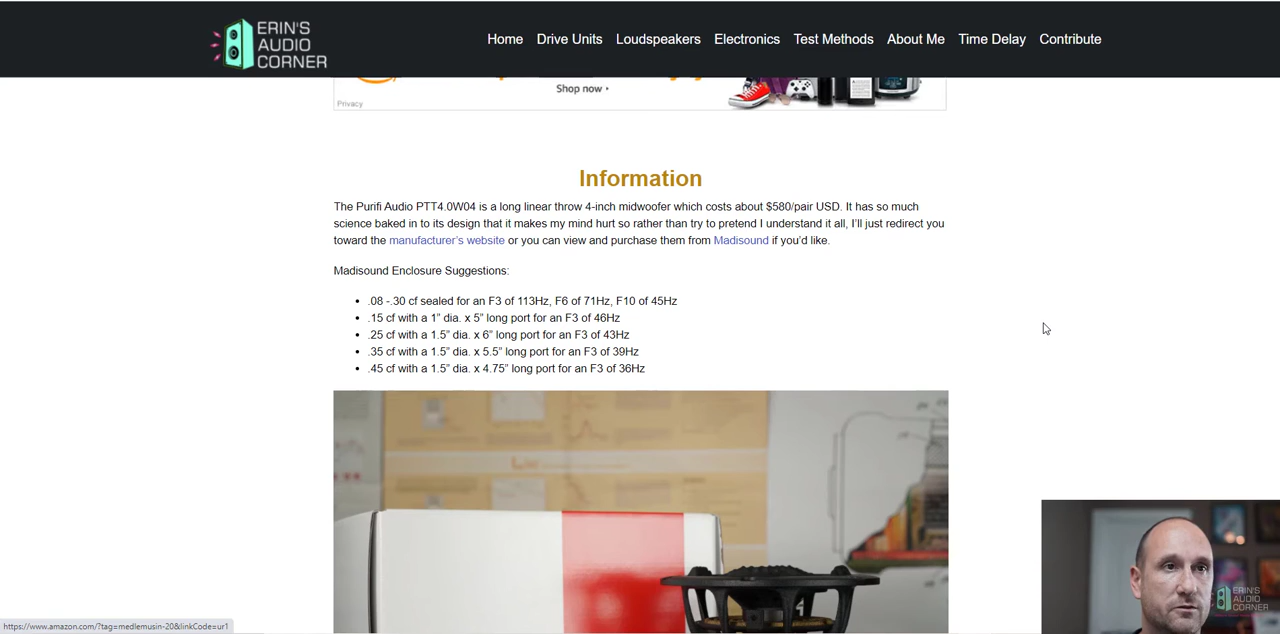 ERIN'S
AUDIO
CORNER
Home Drive Units Loudspeakers Electronics Test Methods About Me Time Delay Contribute
Shop now
Privacy
Information
The Purifi Audio PTT4.0W04 is a long linear throw 4-inch midwoofer which costs about $580/pair USD. It has so much
science baked in to its design that it makes my mind hurt so rather than try to pretend I understand it all, I'll just redirect you
toward the manufacturer's website or you can view and purchase them from Madisound if you'd like.
Madisound Enclosure Suggestions:
• .08 -.30 cf sealed for an F3 of 113Hz, F6 of 71Hz, F10 of 45Hz
• .15 cf with a 1” dia. x 5” long port for an F3 of 46Hz
• .25 cf with a 1.5” dia. x 6” long port for an F3 of 43Hz
• .35 cf with a 1.5” dia. x 5.5” long port for an F3 of 39Hz
• .45 cf with a 1.5” dia. x 4.75” long port for an F3 of 36Hz
ERIN'S
AUDIO
CORNER
https://www.amazon.com/?tag=medlemusin-20&linkCode=ur1